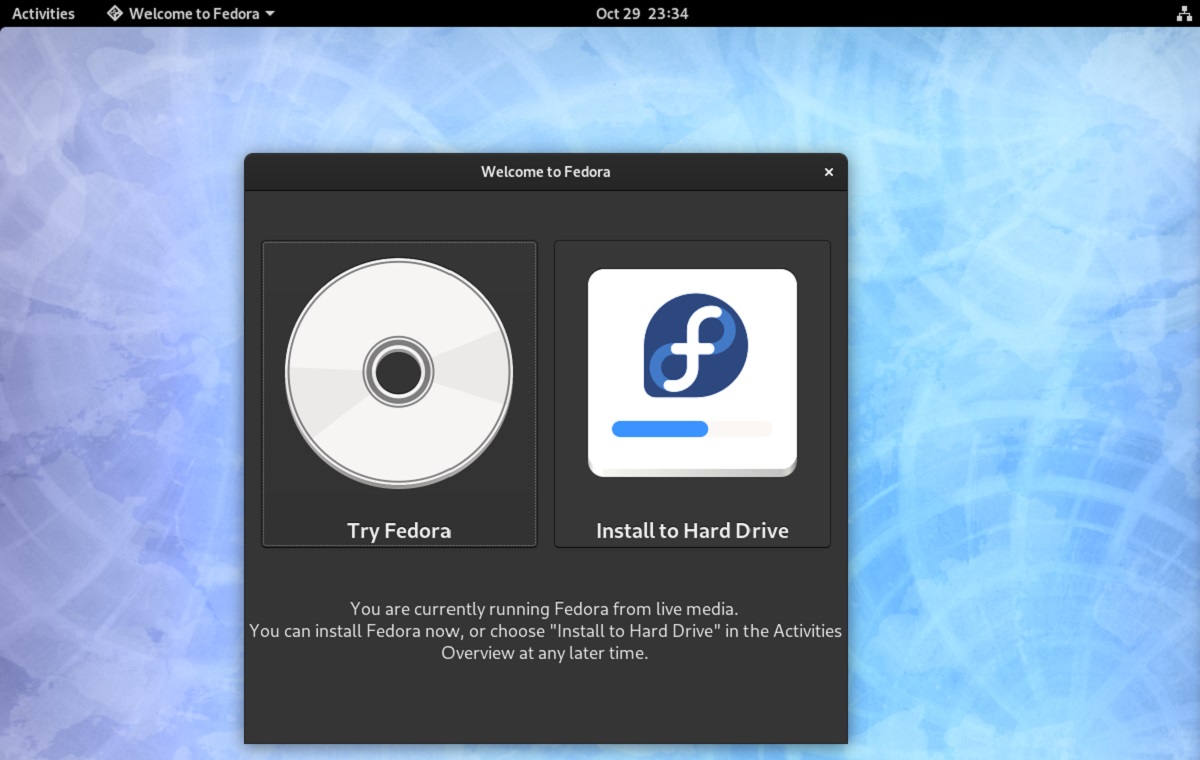 Activities Welcome to Fedora Oct 29 23:34
Welcome to Fedora
Try Fedora Install to Hard Drive
You are currently running Fedora from live media.
You can install Fedora now, or choose "Install to Hard Drive" in the Activities
Overview at any later time.